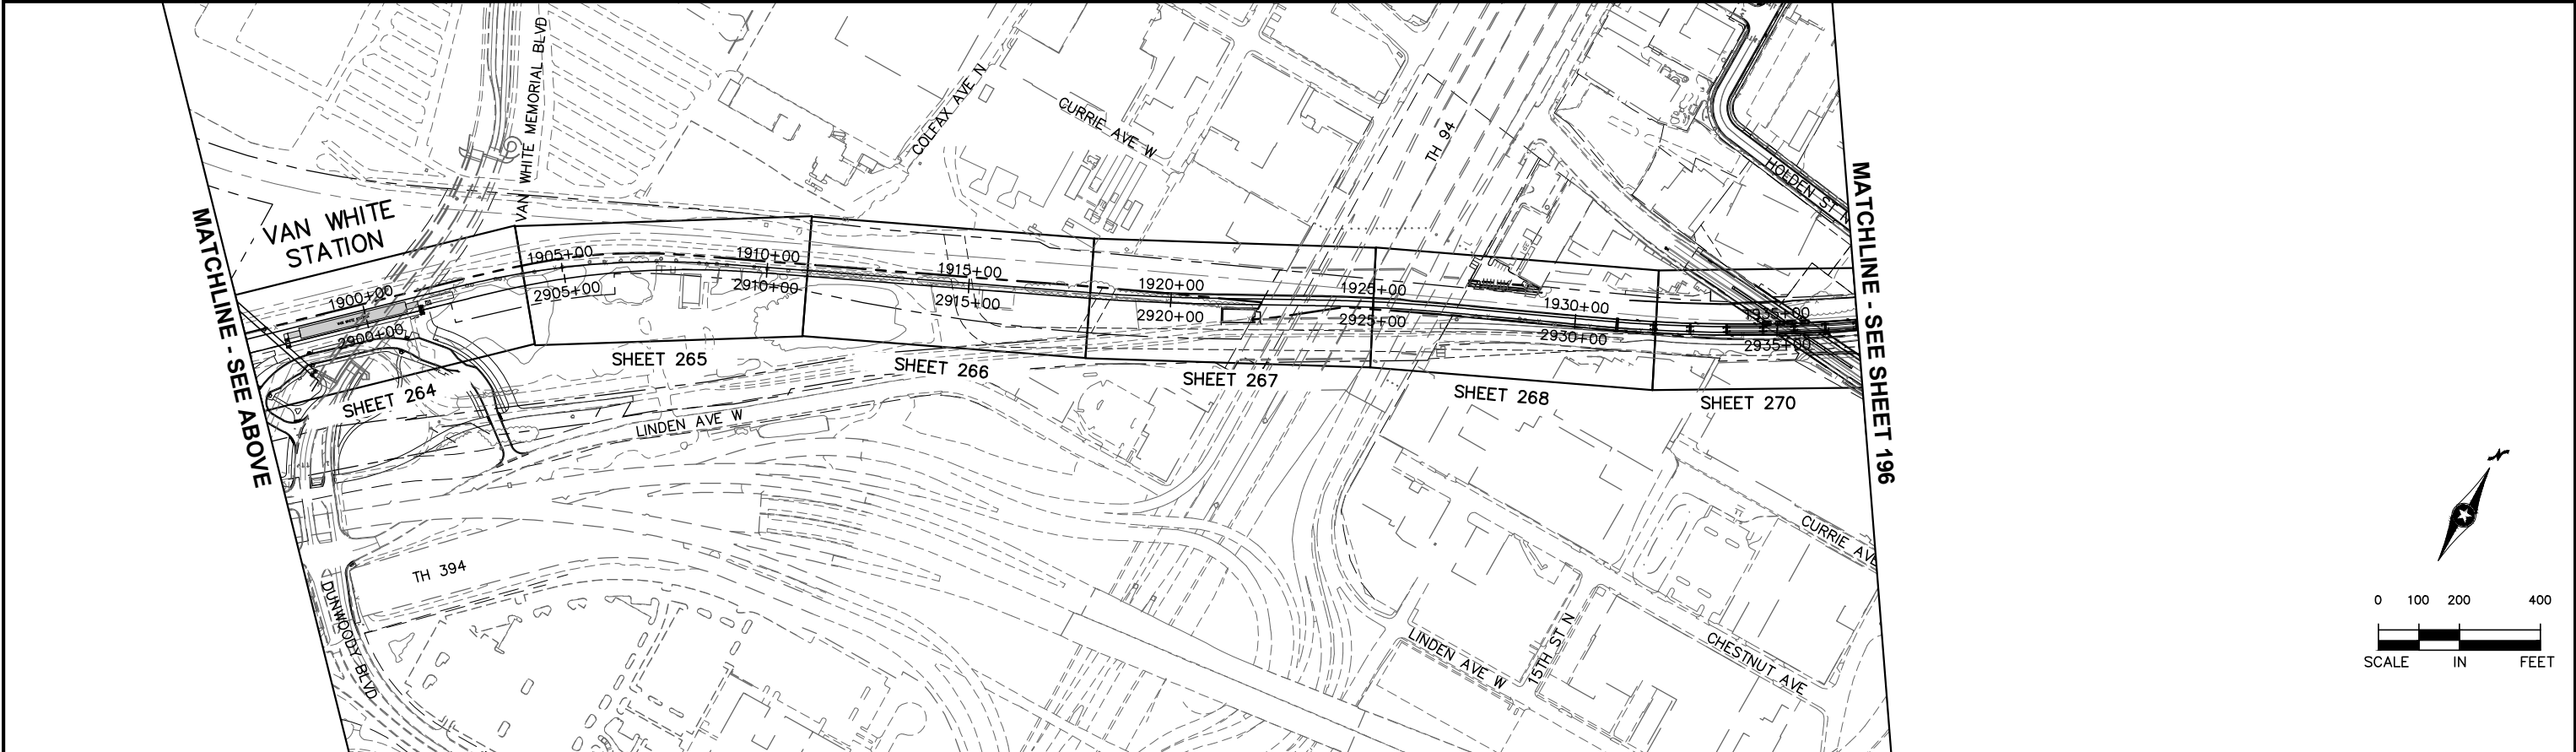 VAN WHITE MEMORIAL BLVD
COLFAX AVE N
CURRIE AVE W
TH 94
HOLDEN ST N
MATCHLINE - SEE ABOVE
VAN WHITE
STATION
MATCHLINE - SEE SHEET 196
1900+00
1905+00
1910+00
1915+00
1920+00
1925+00
1930+00
1935+00
2900+00
2905+00
2910+00
2915+00
2920+00
2925+00
2930+00
2935+00
SHEET 264
SHEET 265
SHEET 266
SHEET 267
SHEET 268
SHEET 270
LINDEN AVE W
TH 394
DUNWOODY BLVD
LINDEN AVE W
15TH ST N
CHESTNUT AVE
CURRIE AVE
N
0 100 200 400
SCALE IN FEET